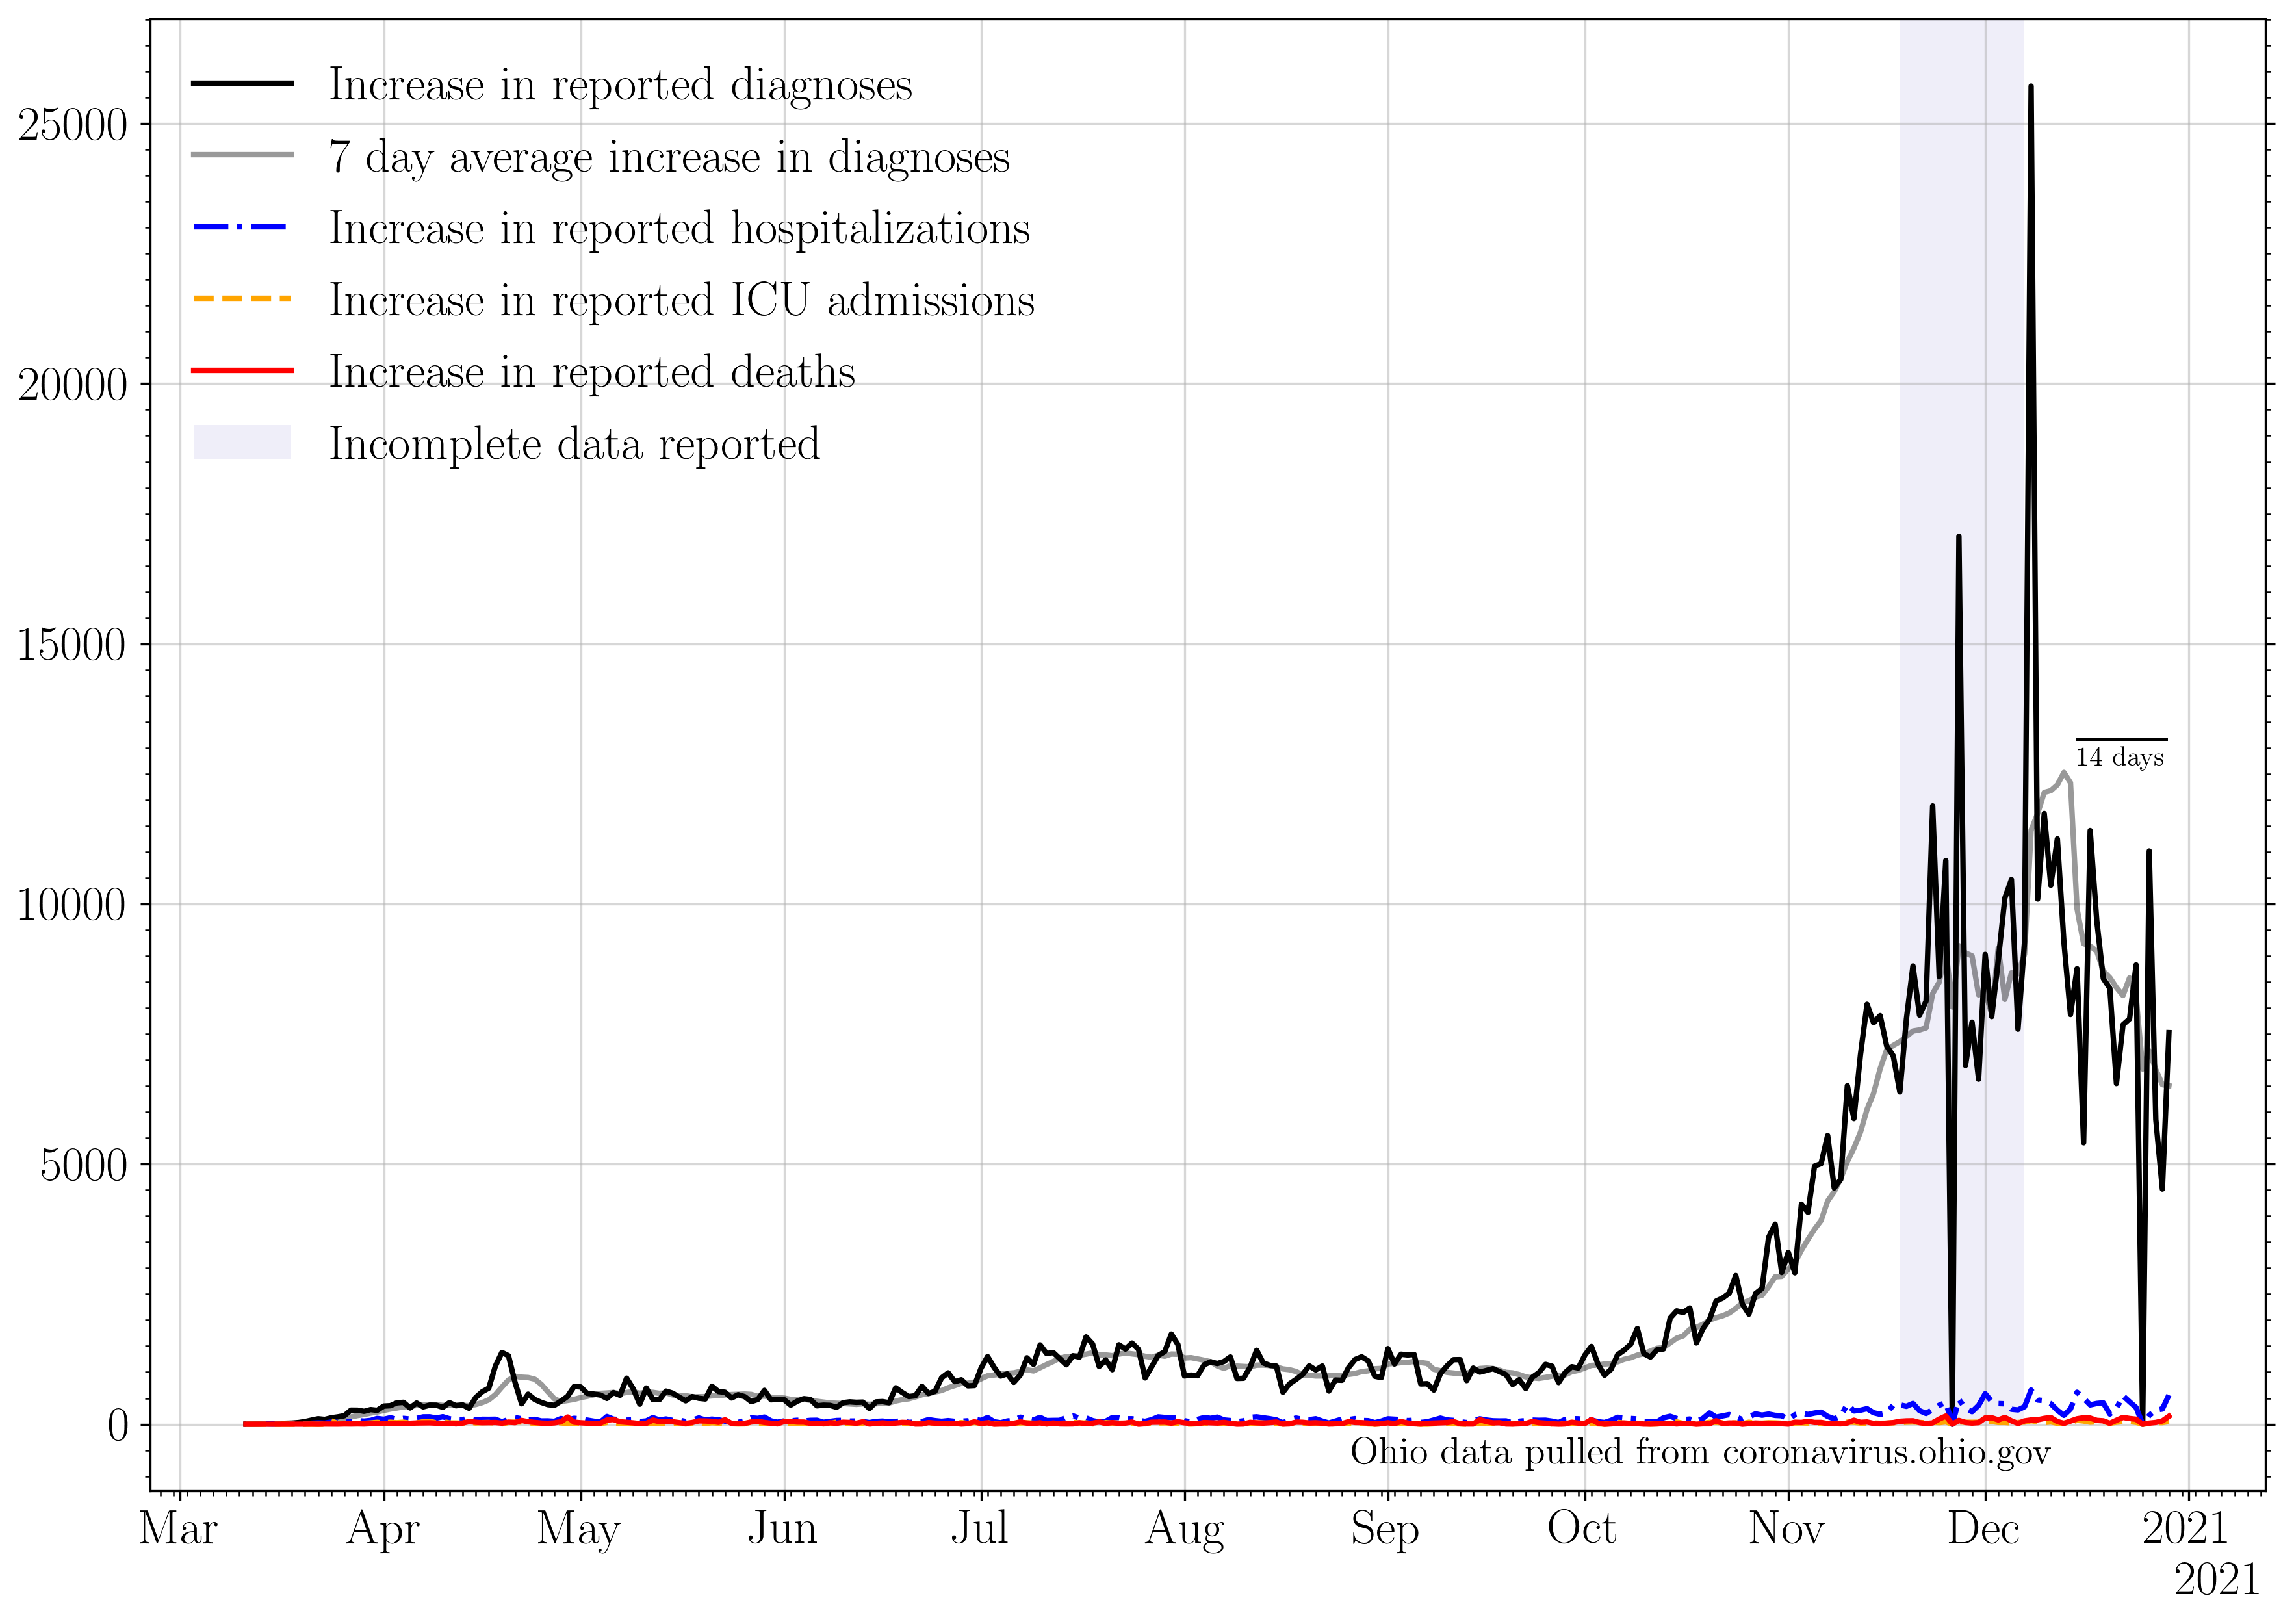 Increase in reported diagnoses
7 day average increase in diagnoses
Increase in reported hospitalizations
Increase in reported ICU admissions
Increase in reported deaths
Incomplete data reported
25000
20000
15000
10000
5000
0
14 days
Ohio data pulled from coronavirus.ohio.gov
Mar Apr May Jun Jul Aug Sep Oct Nov Dec 2021
2021